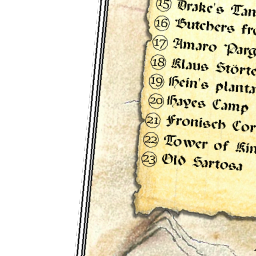 15 Drake's Tan
16 Butchers fr
17 Amaro Parg
18 Klaus Störte
19 Hein's planta
20 Hayes Camp
21 Fronisch Cor
22 Tower of Kin
23 Old Sartosa